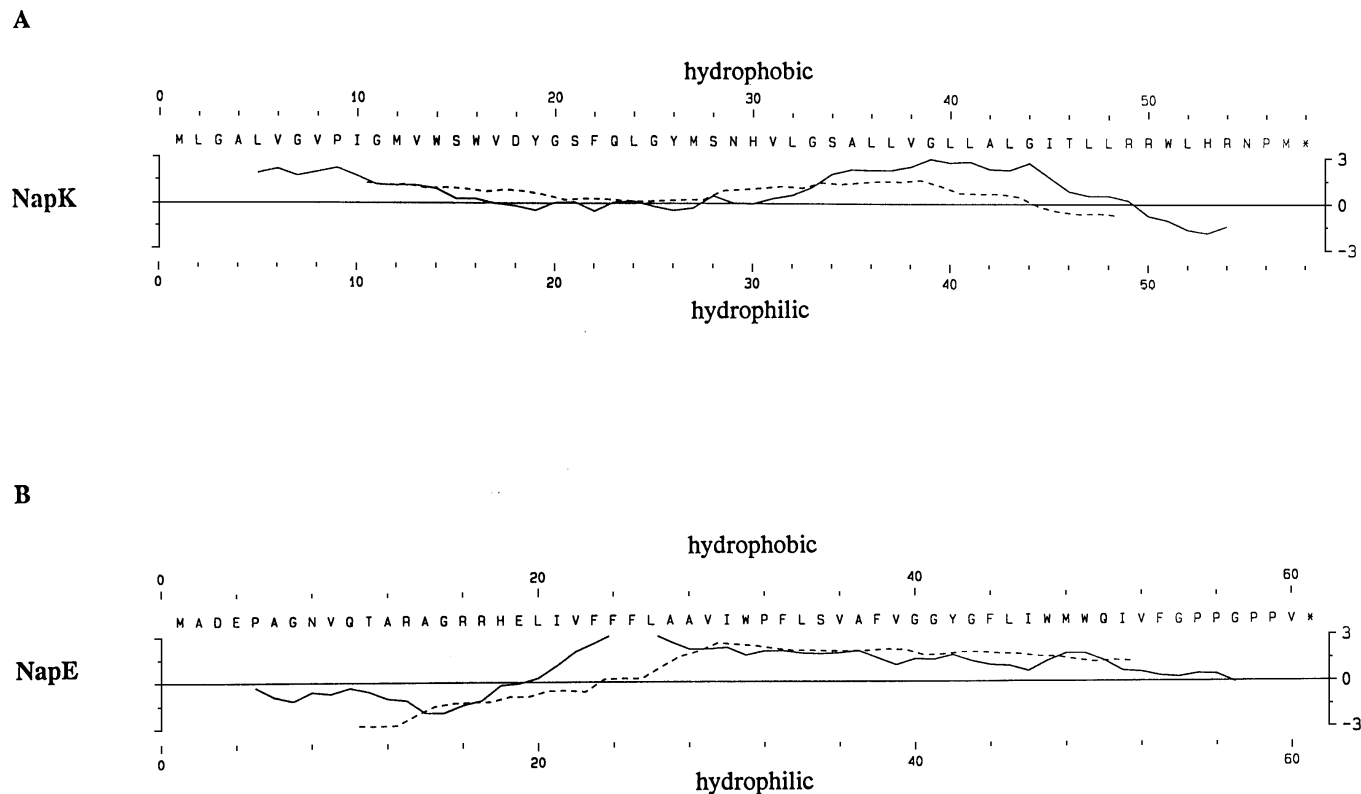 A
hydrophobic
0 10 20 30 40 50
M L G A L V G V P I G M V W S W V D Y G S F Q L G Y M S N H V L G S A L L V G L L A L G I T L L R R W L H R N P M *
NapK
3
0
-3
0 10 20 30 40 50
hydrophilic
B
hydrophobic
0 20 40 60
M A D E P A G N V Q T A R A G R R H E L I V F F F L A A V I W P F L S V A F V G G Y G F L I W M W Q I V F G P P G P P V *
NapE
3
0
-3
0 20 40 60
hydrophilic